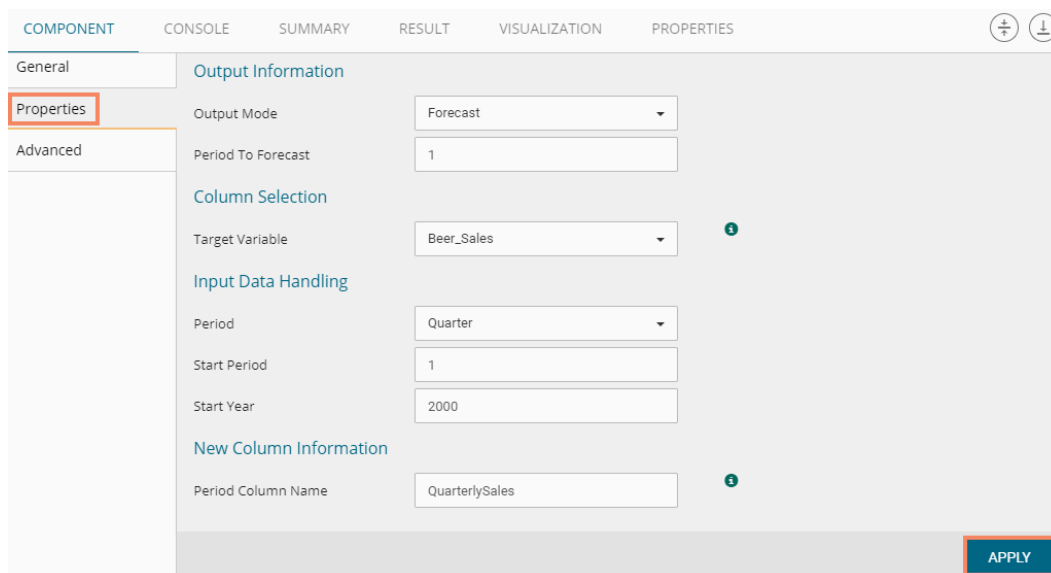 COMPONENT CONSOLE SUMMARY RESULT VISUALIZATION PROPERTIES
General
Properties
Advanced
Output Information
Output Mode Forecast
Period To Forecast 1
Column Selection
Target Variable Beer_Sales
Input Data Handling
Period Quarter
Start Period 1
Start Year 2000
New Column Information
Period Column Name QuarterlySales
APPLY